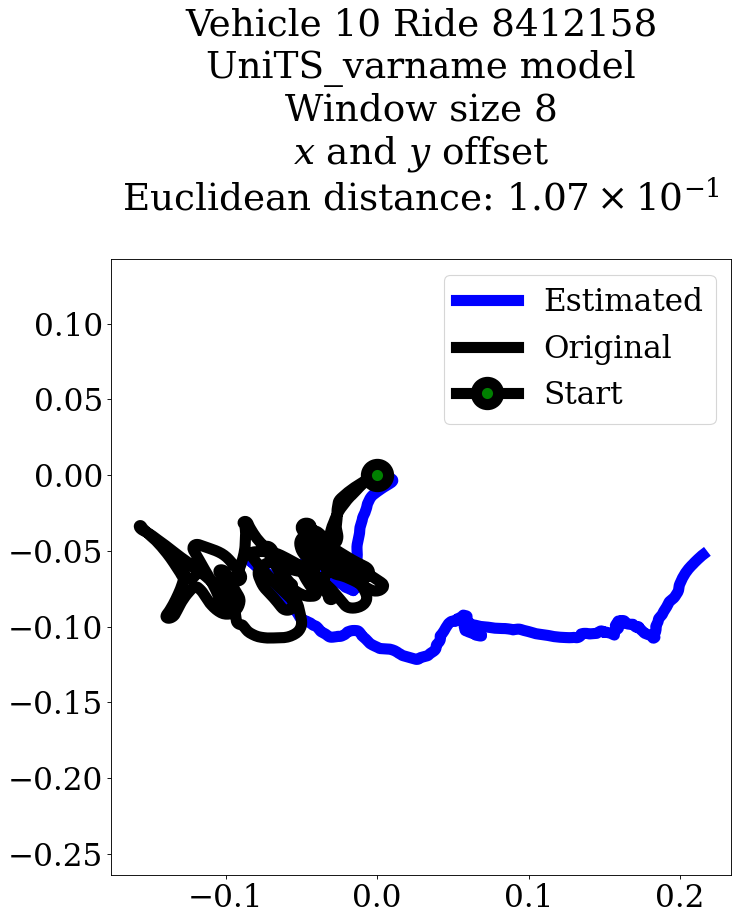 Vehicle 10 Ride 8412158
UniTS_varname model
Window size 8
x and y offset
Euclidean distance: 1.07 × 10⁻¹
Estimated
Original
Start
0.10
0.05
0.00
−0.05
−0.10
−0.15
−0.20
−0.25
−0.1 0.0 0.1 0.2